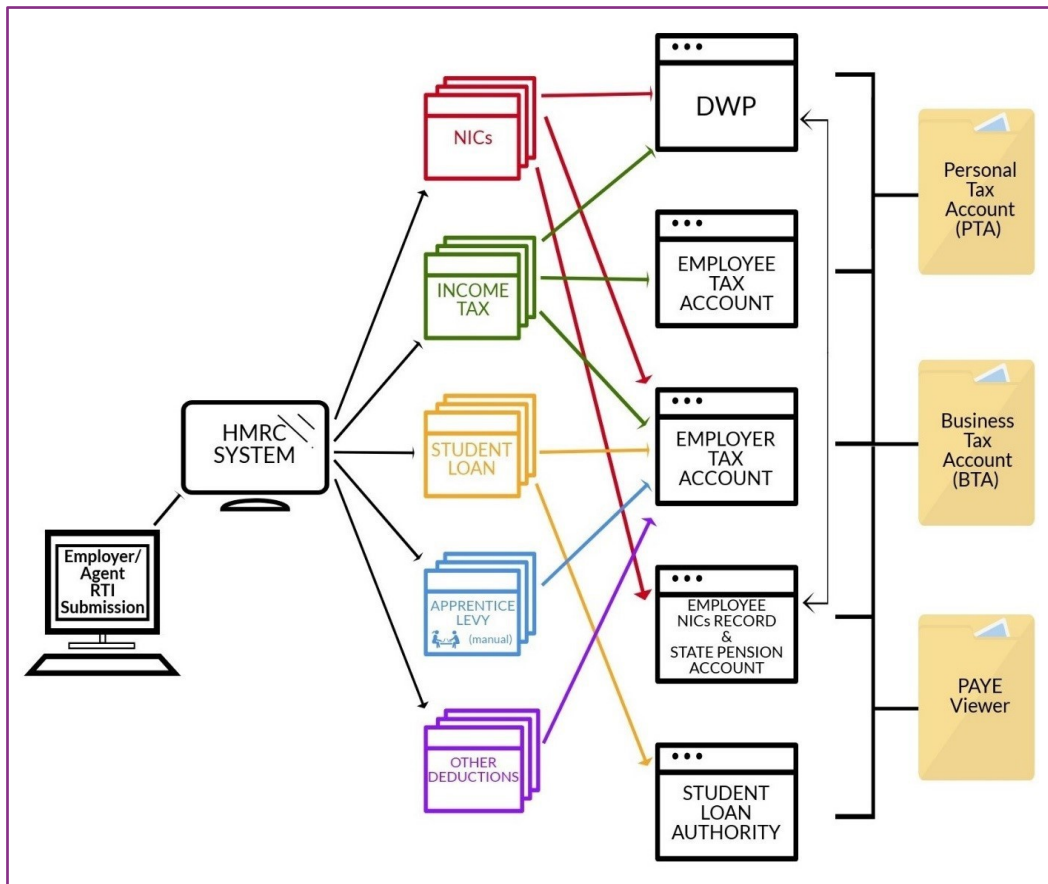 Employer/
Agent
RTI
Submission
HMRC
SYSTEM
NICs
INCOME
TAX
STUDENT
LOAN
APPRENTICE
LEVY
(manual)
OTHER
DEDUCTIONS
DWP
EMPLOYEE
TAX
ACCOUNT
EMPLOYER
TAX
ACCOUNT
EMPLOYEE
NICs RECORD
&
STATE PENSION
ACCOUNT
STUDENT
LOAN
AUTHORITY
Personal
Tax
Account
(PTA)
Business
Tax
Account
(BTA)
PAYE
Viewer